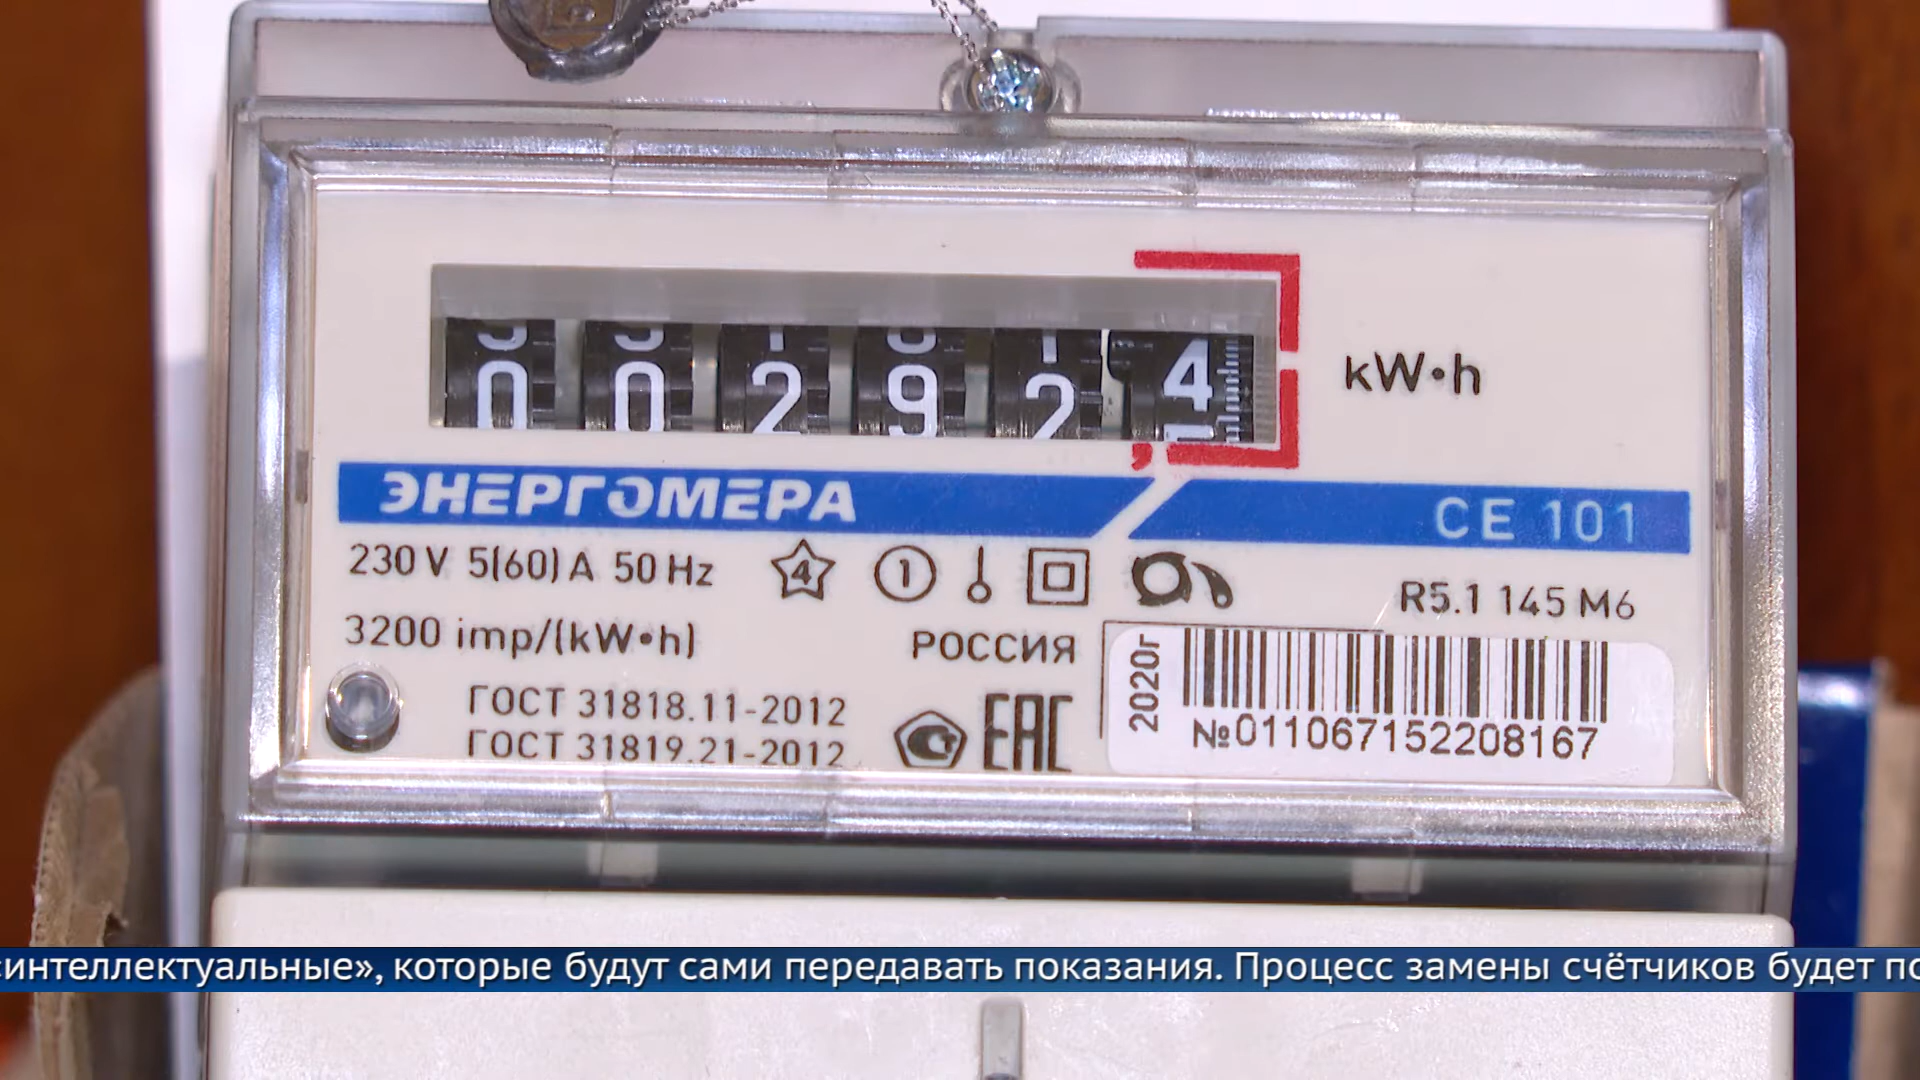 002924
kW•h
ЭНЕРГОМЕРА
CE 101
230 V 5(60) A 50 Hz
4
1
R5.1 145 M6
3200 imp/(kW•h)
РОССИЯ
2020г
ГОСТ 31818.11-2012
ГОСТ 31819.21-2012
EAC
№011067152208167
«интеллектуальные», которые будут сами передавать показания. Процесс замены счётчиков будет по